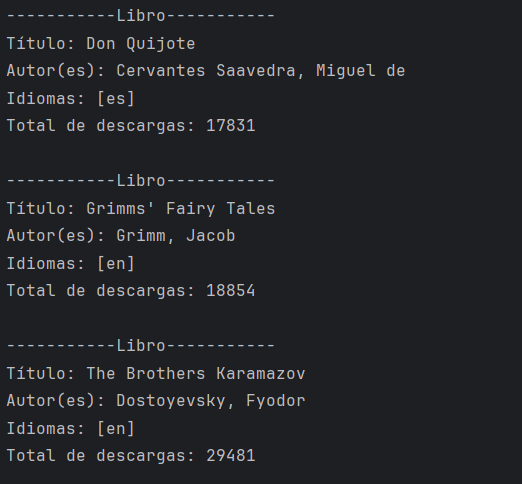 -----------Libro-----------
Título: Don Quijote
Autor(es): Cervantes Saavedra, Miguel de
Idiomas: [es]
Total de descargas: 17831
-----------Libro-----------
Título: Grimms' Fairy Tales
Autor(es): Grimm, Jacob
Idiomas: [en]
Total de descargas: 18854
-----------Libro-----------
Título: The Brothers Karamazov
Autor(es): Dostoyevsky, Fyodor
Idiomas: [en]
Total de descargas: 29481